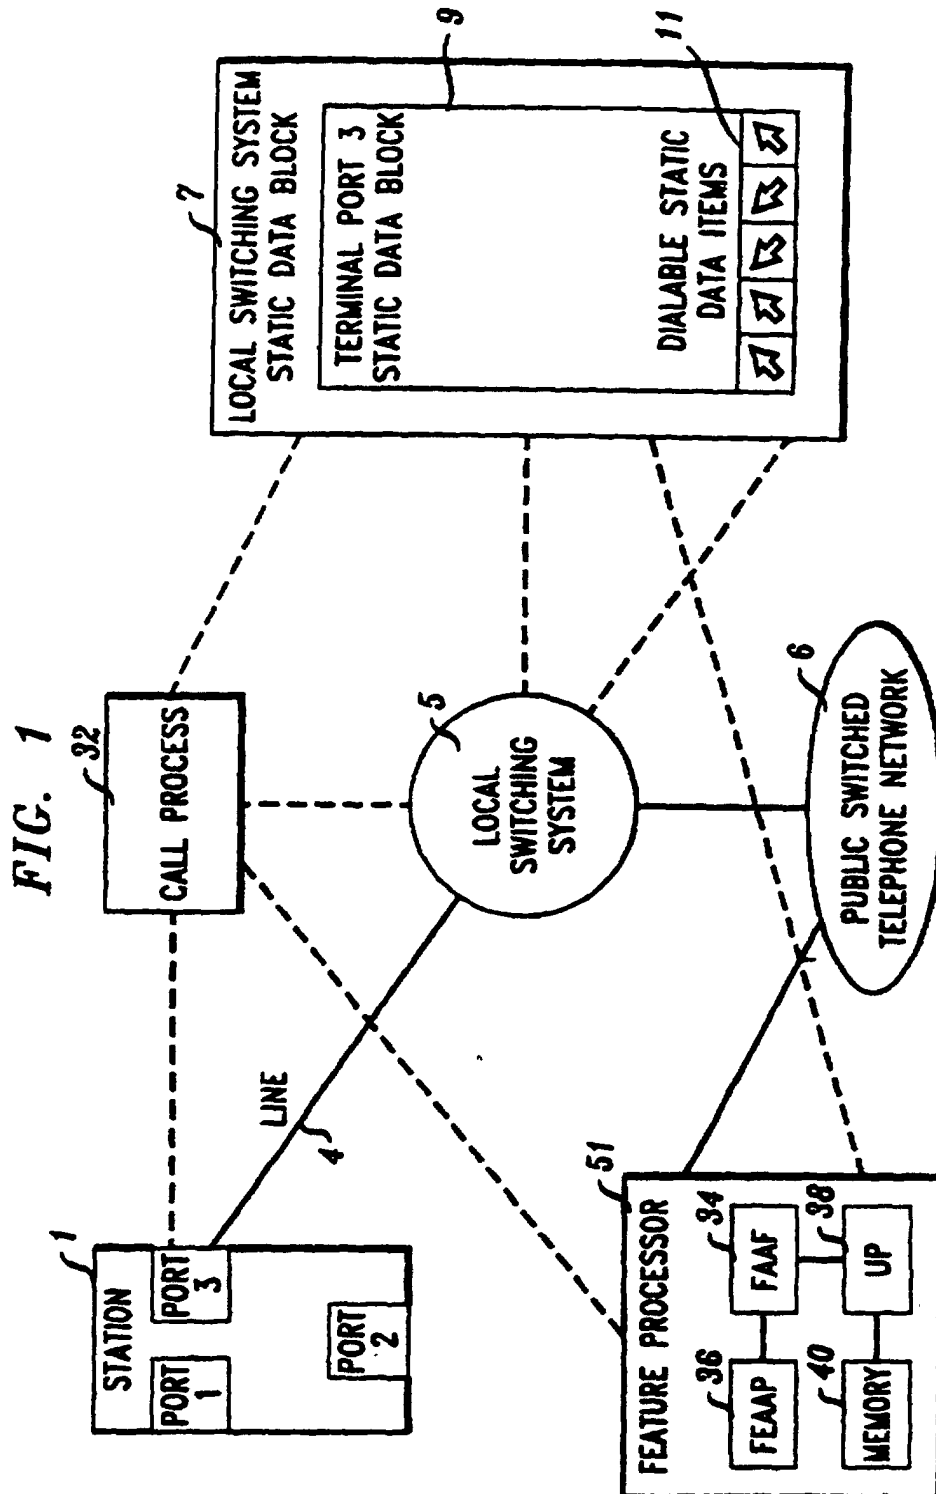 FIG. 1
1
STATION
PORT
1
PORT
3
PORT
2
LINE
4
32
CALL PROCESS
7
LOCAL SWITCHING SYSTEM
STATIC DATA BLOCK
TERMINAL PORT 3
STATIC DATA BLOCK
9
DIALABLE STATIC
DATA ITEMS
11
5
LOCAL
SWITCHING
SYSTEM
6
PUBLIC SWITCHED
TELEPHONE NETWORK
51
FEATURE PROCESSOR
36
FEAAP
34
FAAF
40
MEMORY
38
UP